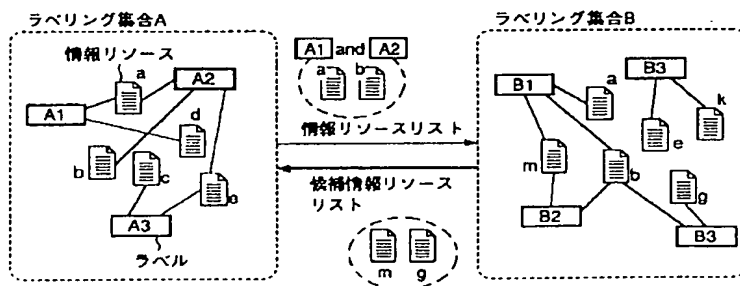 ラベリング集合A
情報リソース
a
A2
A1
d
b
c
e
A3
ラベル
A1 and A2
a b
情報リソースリスト
候補情報リソース
リスト
m g
ラベリング集合B
B1
a
B3
k
e
m
b
g
B2
B3